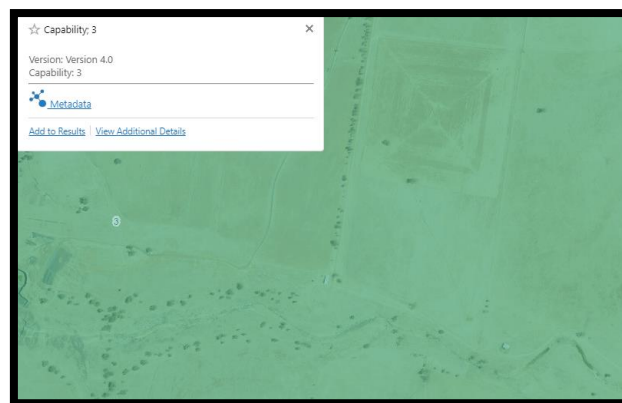 Capability; 3
Version: Version 4.0
Capability: 3
Metadata
Add to Results | View Additional Details
3